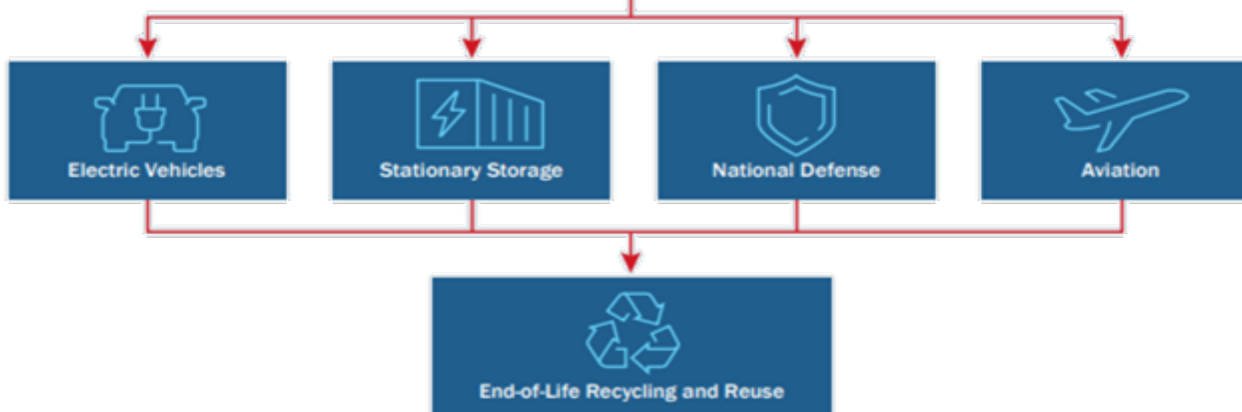 Electric Vehicles
Stationary Storage
National Defense
Aviation
End-of-Life Recycling and Reuse